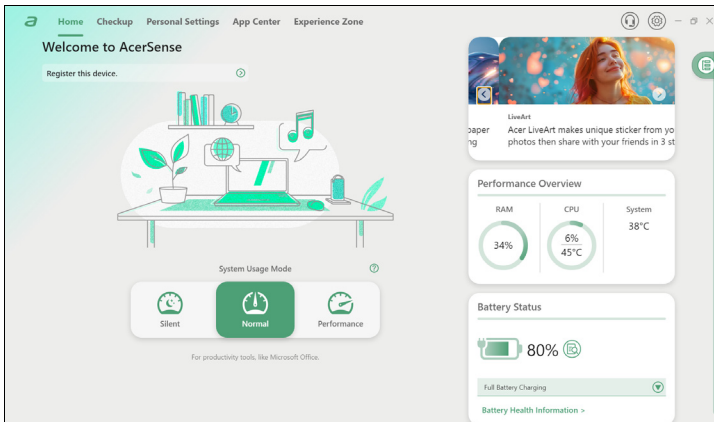 a Home Checkup Personal Settings App Center Experience Zone
Welcome to AcerSense
Register this device.
System Usage Mode
Silent Normal Performance
For productivity tools, like Microsoft Office.
LiveArt
paper Acer LiveArt makes unique sticker from yo
ng photos then share with your friends in 3 st
Performance Overview
RAM CPU System
34% 6% 38°C
45°C
Battery Status
80%
Full Battery Charging
Battery Health Information >